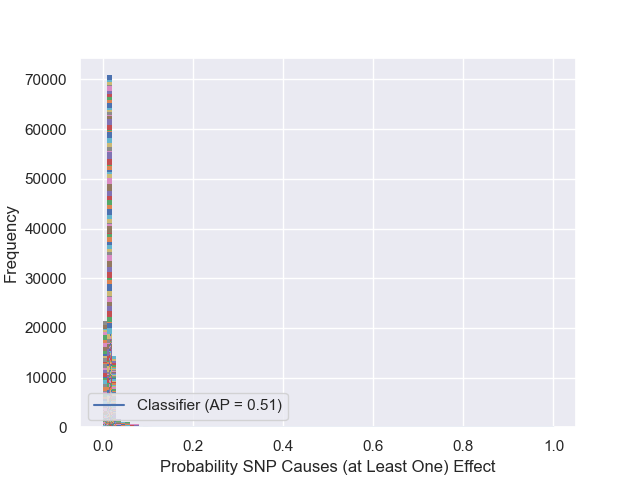 70000
60000
50000
40000
30000
20000
10000
0
Frequency
Classifier (AP = 0.51)
0.0 0.2 0.4 0.6 0.8 1.0
Probability SNP Causes (at Least One) Effect